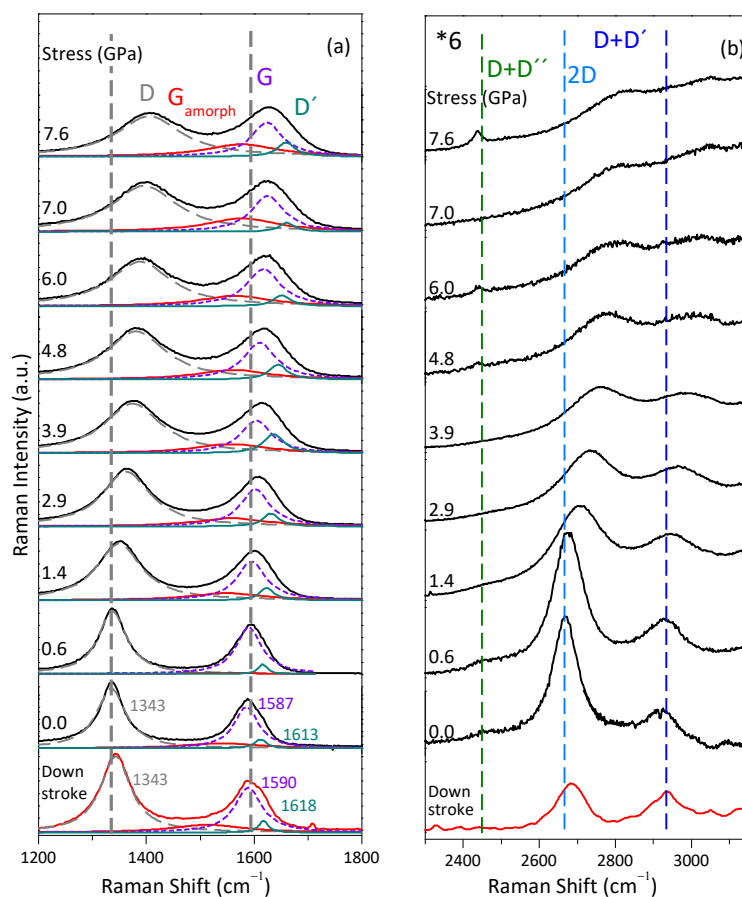 Stress (GPa)
(a)
D
G
G amorph
D´
7.6
7.0
6.0
4.8
3.9
2.9
1.4
0.6
0.0
1343
1587
1613
Down
stroke
1343
1590
1618
Raman Intensity (a.u.)
1200
1400
1600
1800
Raman Shift (cm⁻¹)
*6
D+D´´
2D
D+D´
(b)
Stress (GPa)
7.6
7.0
6.0
4.8
3.9
2.9
1.4
0.6
0.0
Down
stroke
2400
2600
2800
3000
Raman Shift (cm⁻¹)